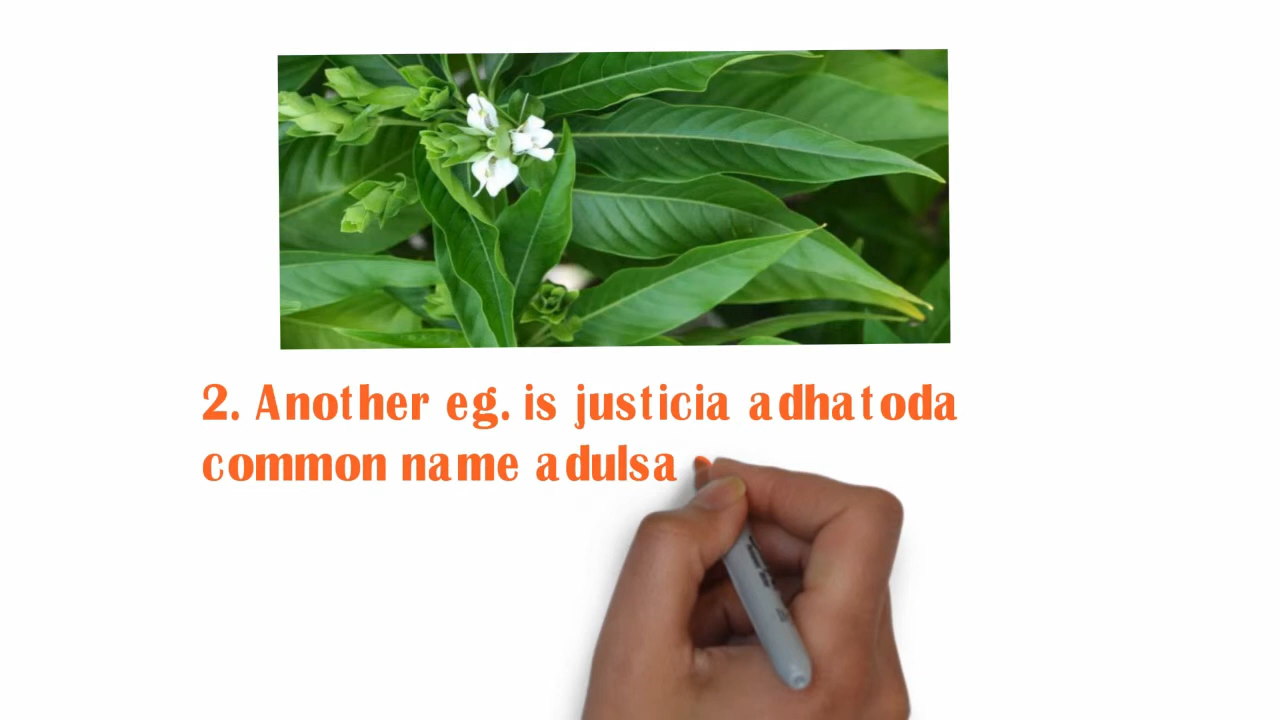 2. Another eg. is justicia adhatoda
common name adulsa